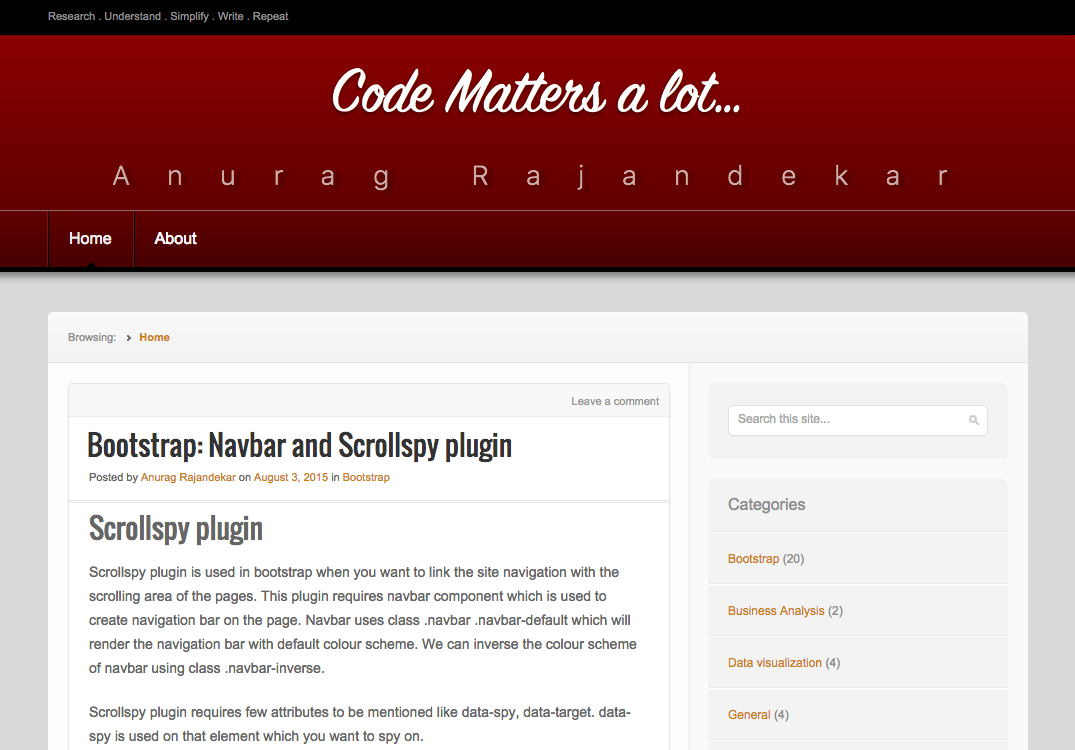 Research . Understand . Simplify . Write . Repeat
Code Matters a lot...
Anurag Rajandekar
Home
About
Browsing: › Home
Leave a comment
Bootstrap: Navbar and Scrollspy plugin
Posted by Anurag Rajandekar on August 3, 2015 in Bootstrap
Scrollspy plugin
Scrollspy plugin is used in bootstrap when you want to link the site navigation with the
scrolling area of the pages. This plugin requires navbar component which is used to
create navigation bar on the page. Navbar uses class .navbar .navbar-default which will
render the navigation bar with default colour scheme. We can inverse the colour scheme
of navbar using class .navbar-inverse.
Scrollspy plugin requires few attributes to be mentioned like data-spy, data-target. data-
spy is used on that element which you want to spy on.
Search this site...
Categories
Bootstrap (20)
Business Analysis (2)
Data visualization (4)
General (4)